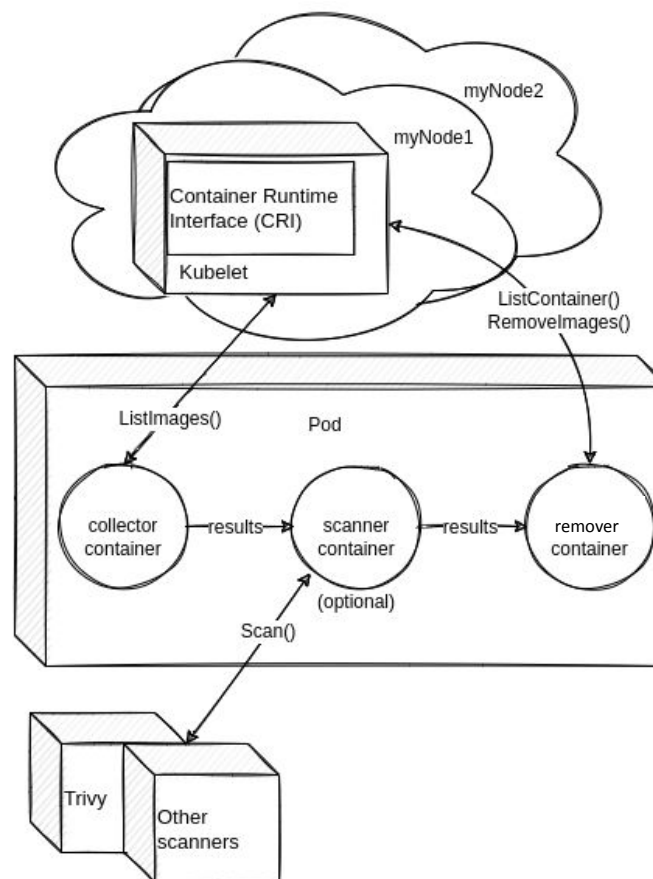 myNode2
myNode1
Container Runtime
Interface (CRI)
Kubelet
ListContainer()
RemoveImages()
ListImages()
Pod
collector
container
results
scanner
container
results
remover
container
(optional)
Scan()
Trivy
Other
scanners